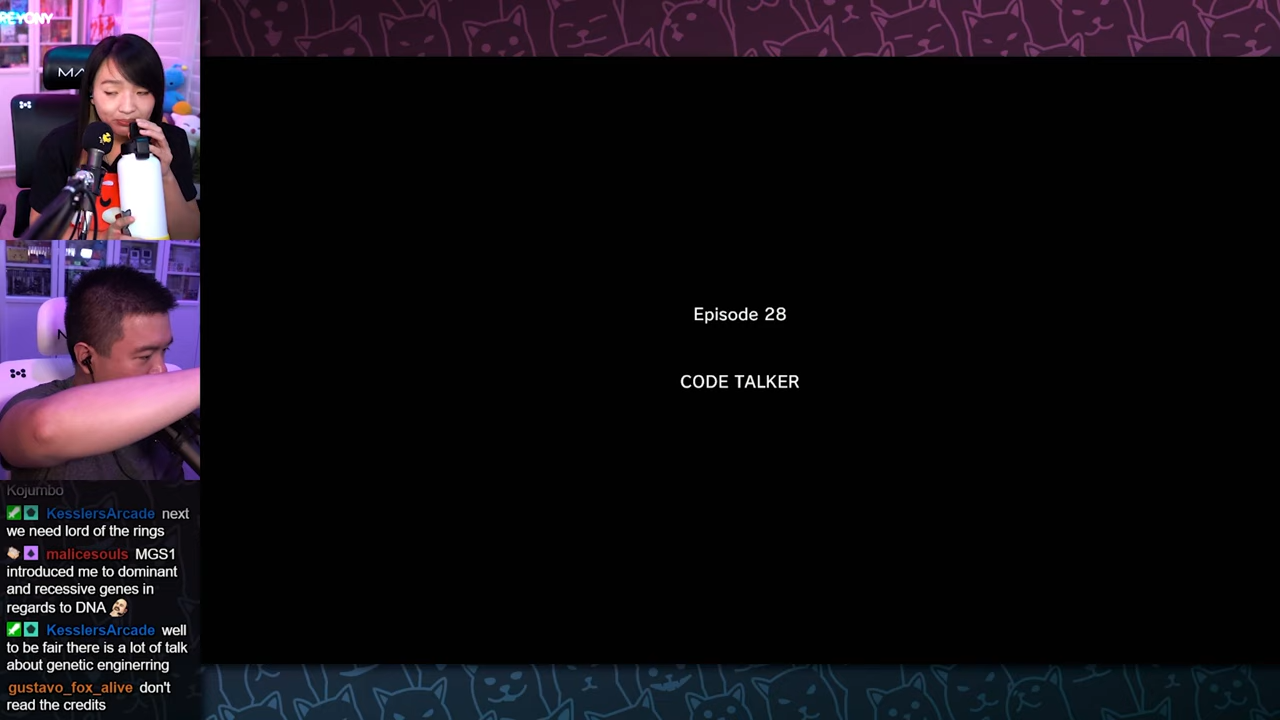 REYONY
MA
Episode 28
CODE TALKER
Kojumbo
KesslersArcade next
we need lord of the rings
malicesouls MGS1
introduced me to dominant
and recessive genes in
regards to DNA
KesslersArcade well
to be fair there is a lot of talk
about genetic enginerring
gustavo_fox_alive don't
read the credits